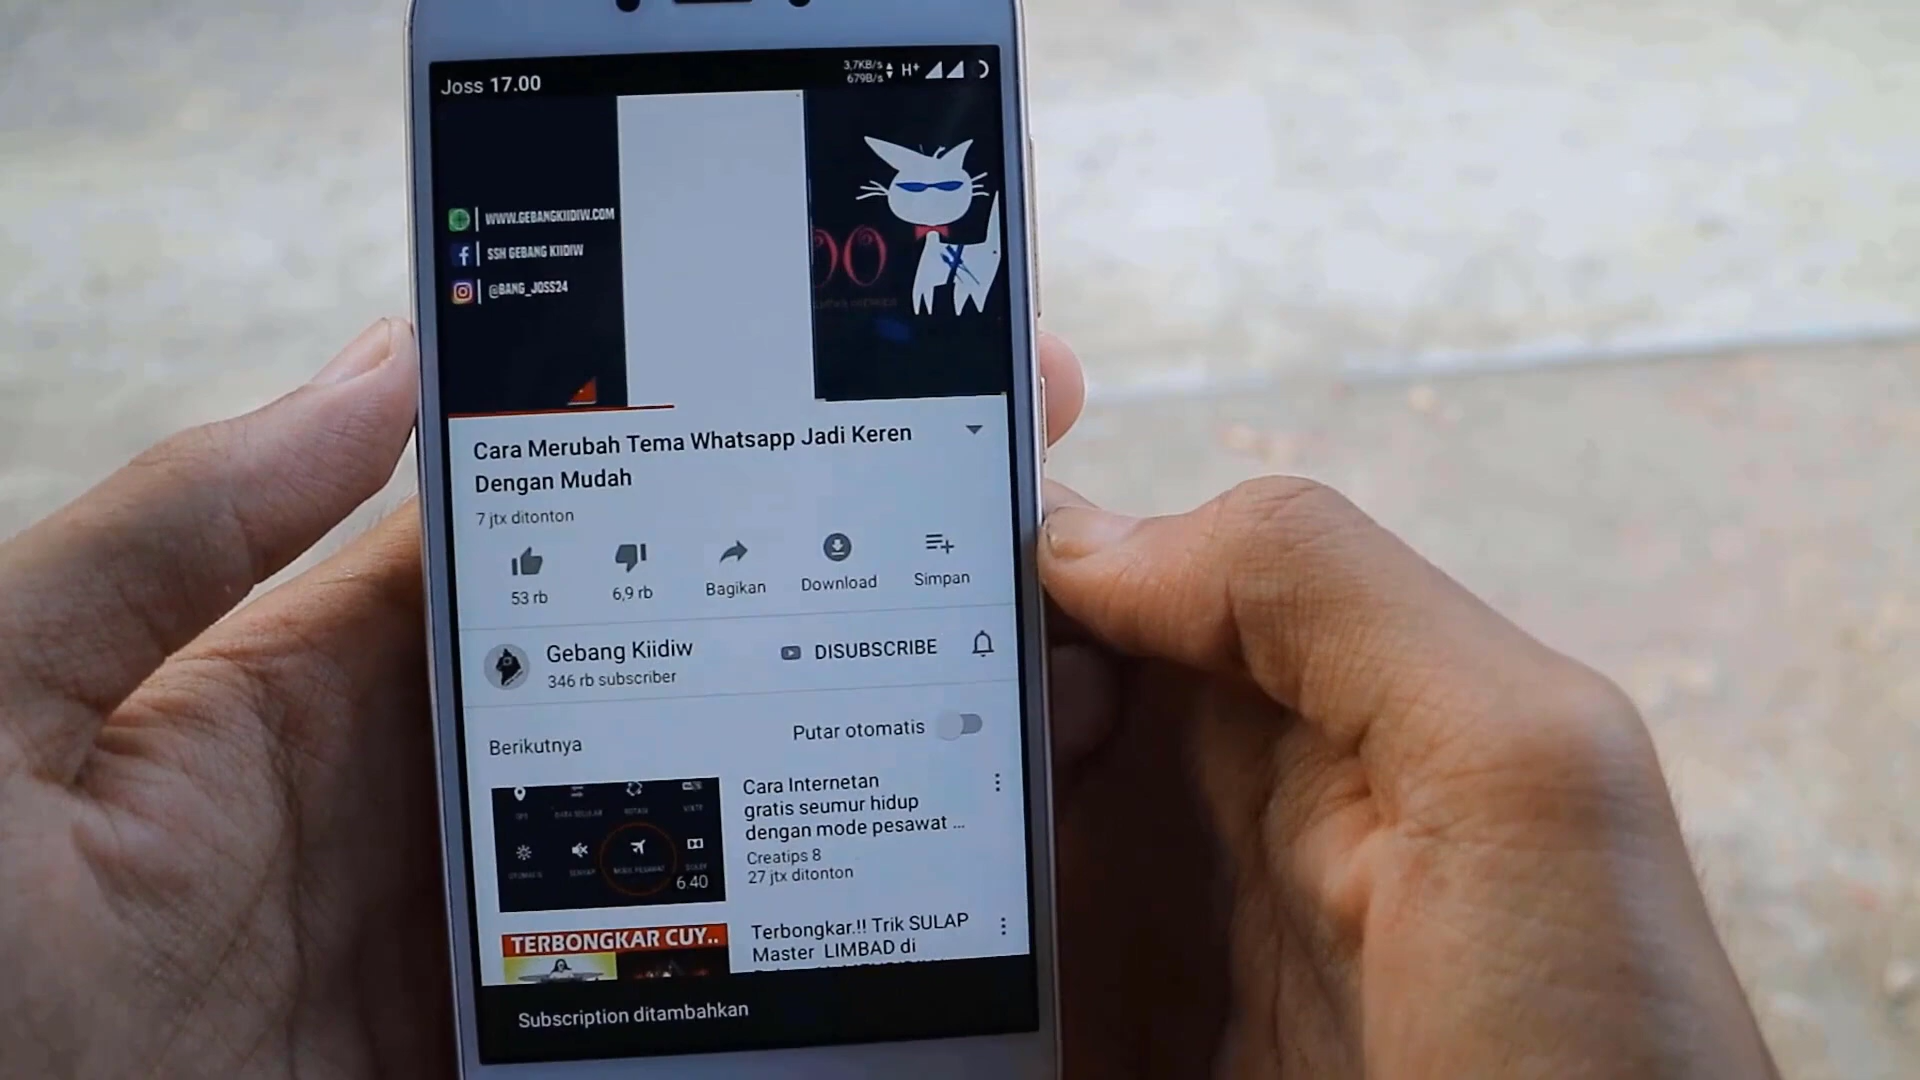 Joss 17.00
3,7KB/s
679B/s
H+
WWW.GEBANGKIIDIW.COM
SSH GEBANG KIIDIW
@BANG_JOSS24
Cara Merubah Tema Whatsapp Jadi Keren
Dengan Mudah
7 jtx ditonton
53 rb
6,9 rb
Bagikan
Download
Simpan
Gebang Kiidiw
346 rb subscriber
DISUBSCRIBE
Berikutnya
Putar otomatis
6.40
Cara Internetan
gratis seumur hidup
dengan mode pesawat ...
Creatips 8
27 jtx ditonton
TERBONGKAR CUY..
Terbongkar.!! Trik SULAP
Master LIMBAD di
Subscription ditambahkan